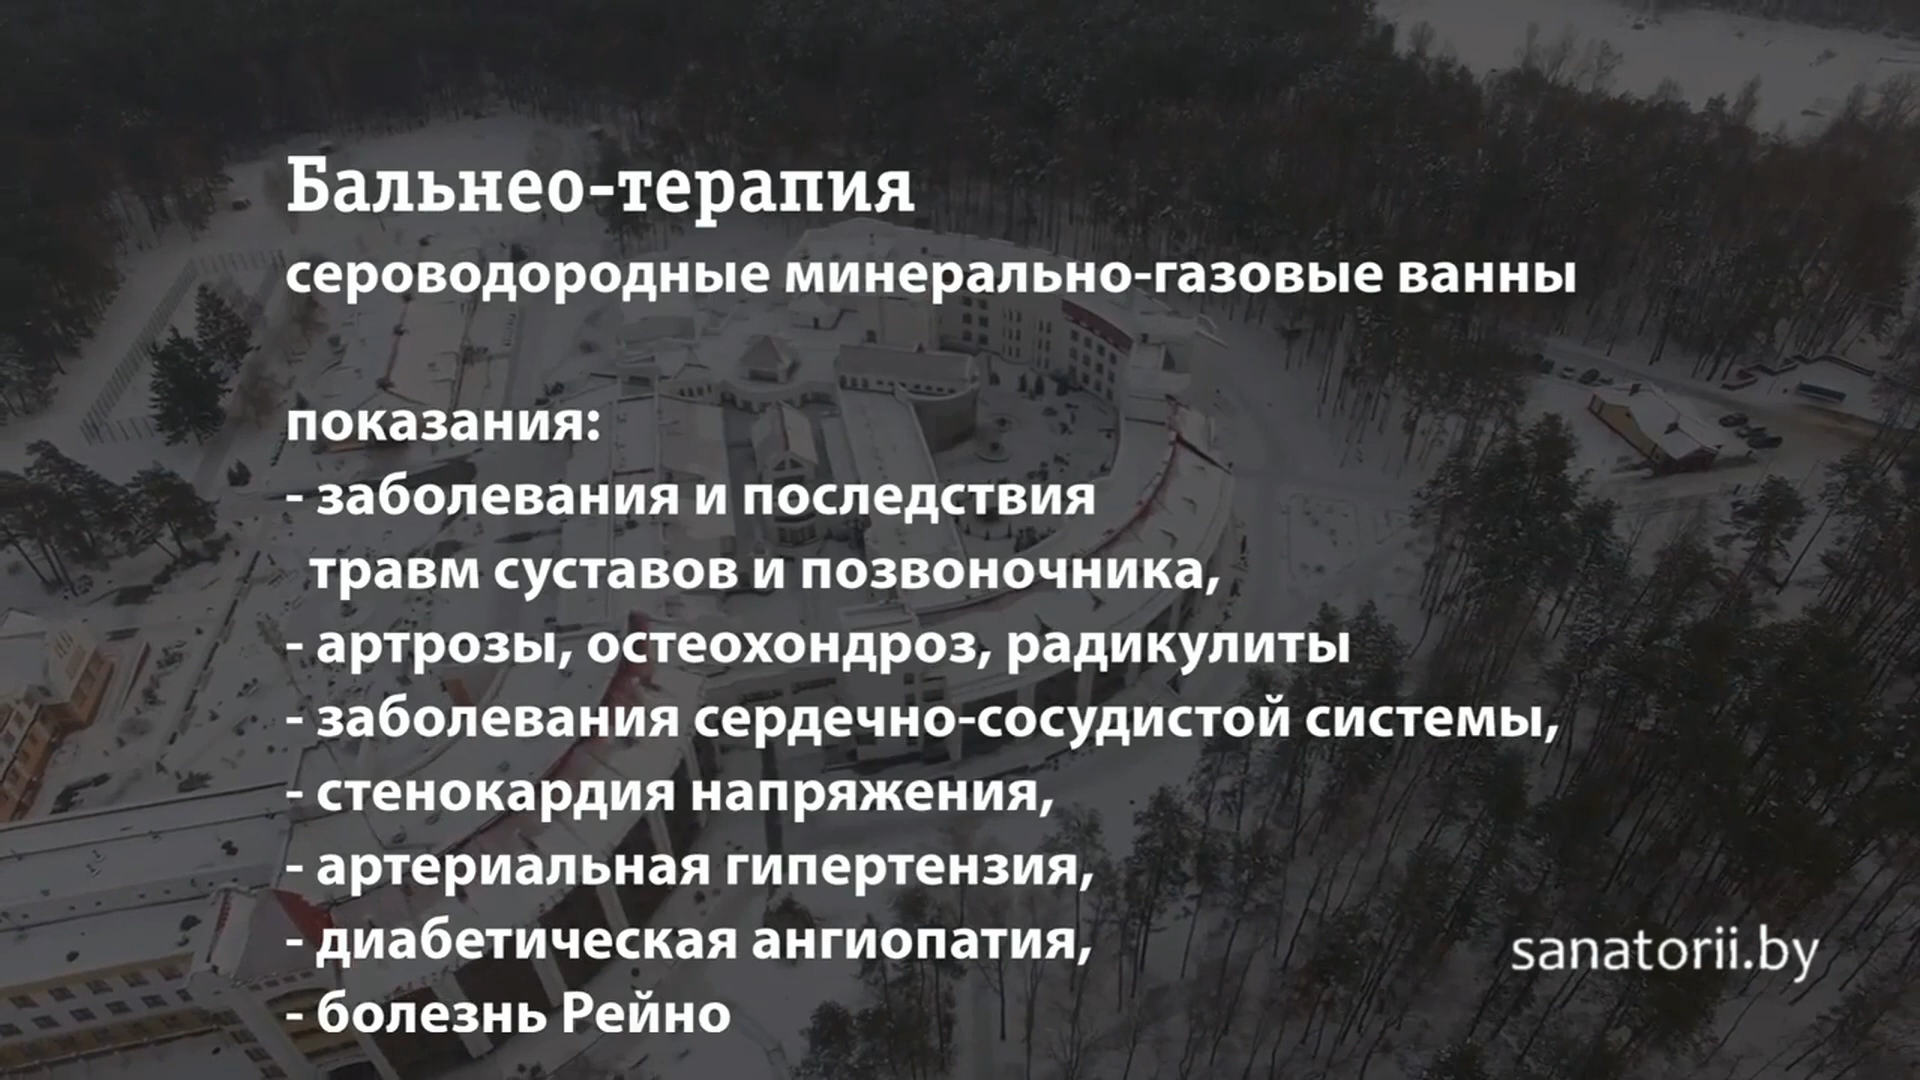 Бальнео-терапия
сероводородные минерально-газовые ванны
показания:
- заболевания и последствия
травм суставов и позвоночника,
- артрозы, остеохондроз, радикулиты
- заболевания сердечно-сосудистой системы,
- стенокардия напряжения,
- артериальная гипертензия,
- диабетическая ангиопатия,
- болезнь Рейно
sanatorii.by